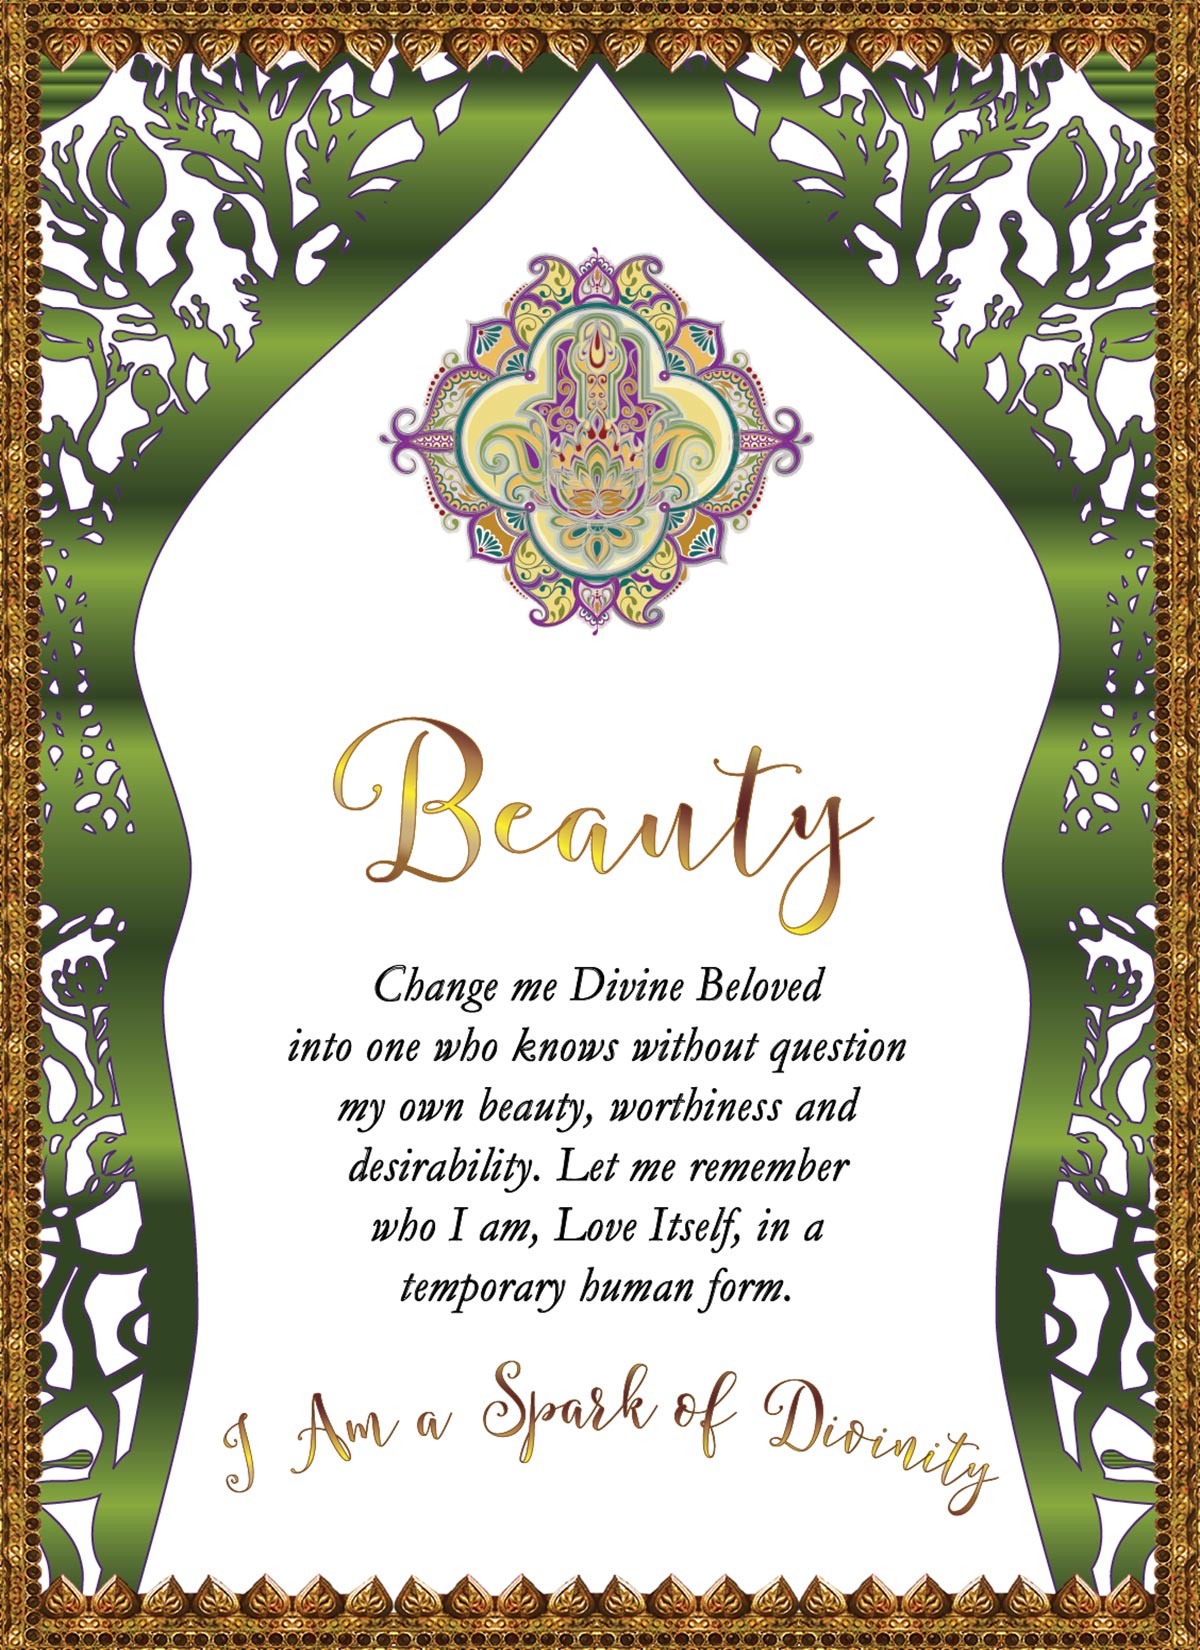 Beauty
Change me Divine Beloved
into one who knows without question
my own beauty, worthiness and
desirability. Let me remember
who I am, Love Itself, in a
temporary human form.
I Am a Spark of Divinity